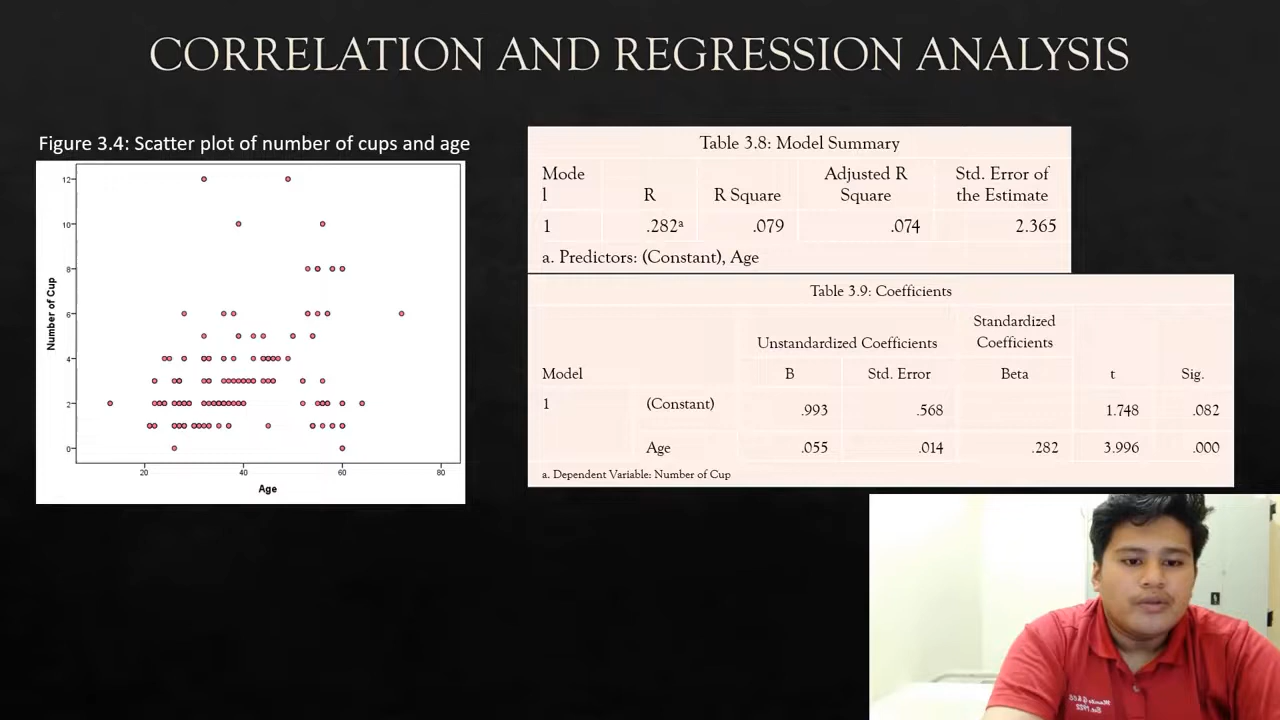 CORRELATION AND REGRESSION ANALYSIS
Figure 3.4: Scatter plot of number of cups and age
12
10
8
6
4
2
0
Number of Cup
20 40 60 80
Age
Table 3.8: Model Summary
Mode
l R R Square Adjusted R
Square Std. Error of
the Estimate
1 .282ª .079 .074 2.365
a. Predictors: (Constant), Age
Table 3.9: Coefficients
Model Unstandardized Coefficients Standardized
Coefficients t Sig.
B Std. Error Beta
1 (Constant) .993 .568 1.748 .082
Age .055 .014 .282 3.996 .000
a. Dependent Variable: Number of Cup